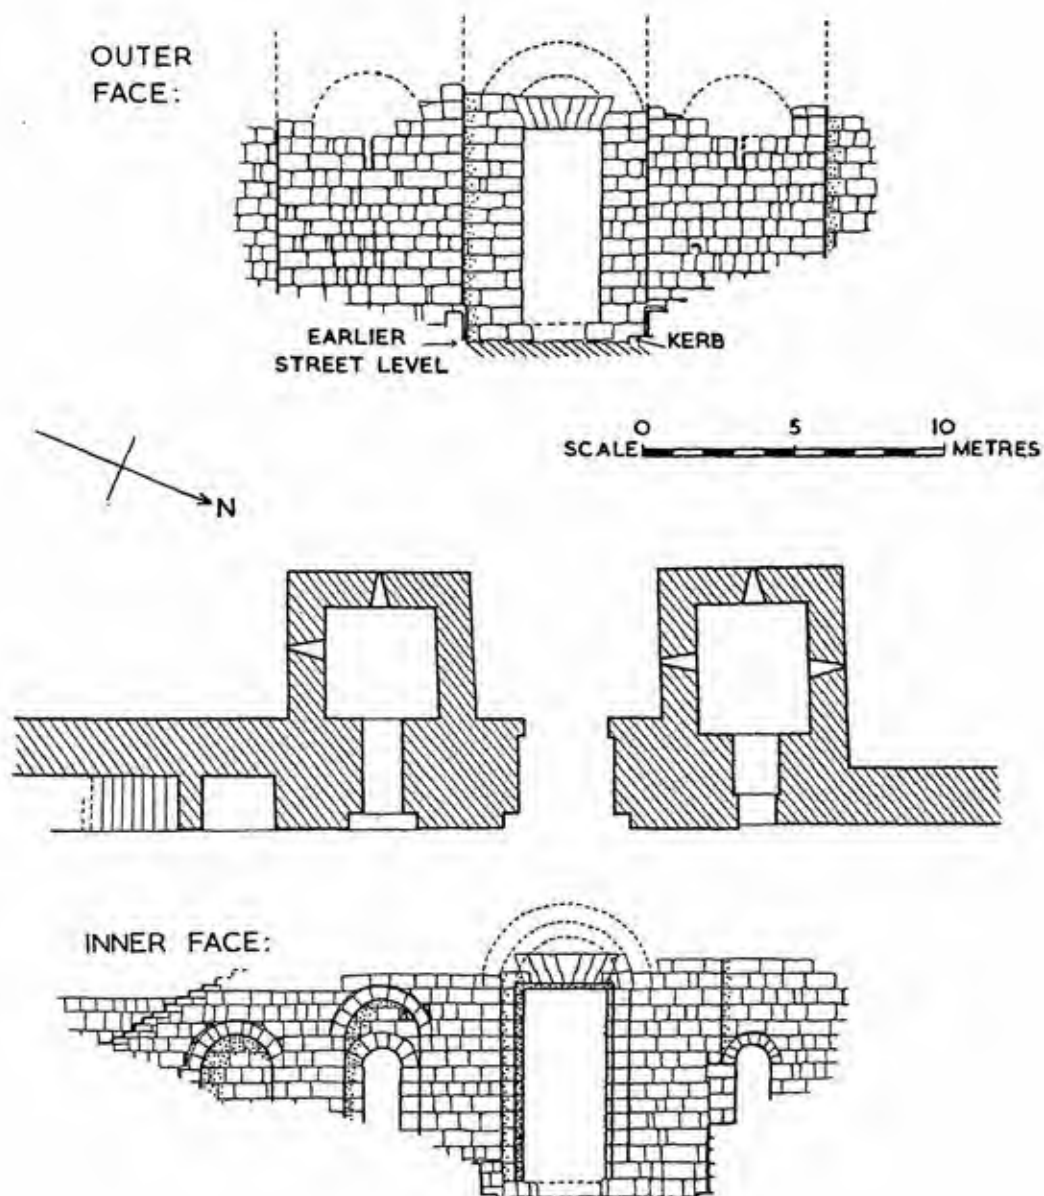 OUTER
FACE:
EARLIER
STREET LEVEL
KERB
0 5 10
SCALE METRES
N
INNER FACE: